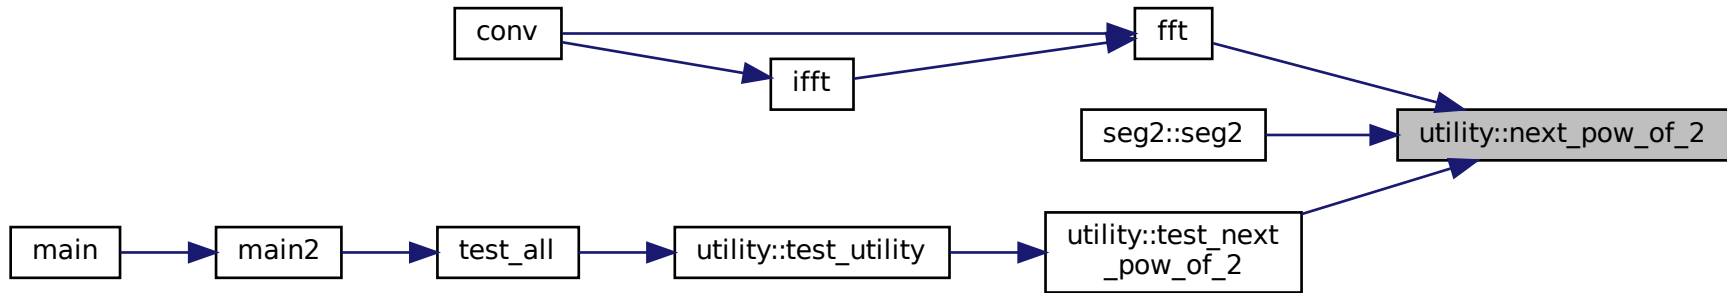 conv
fft
ifft
seg2::seg2
utility::next_pow_of_2
main
main2
test_all
utility::test_utility
utility::test_next
_pow_of_2